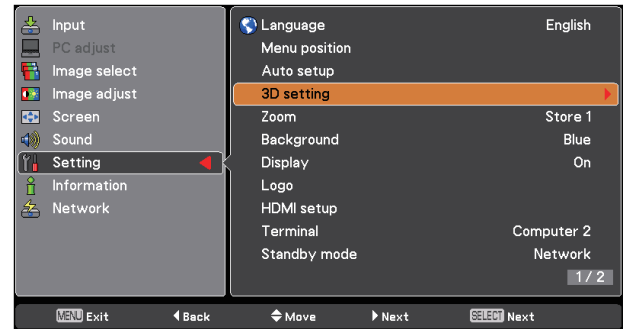 Input
PC adjust
Image select
Image adjust
Screen
Sound
Setting
Information
Network
Language English
Menu position
Auto setup
3D setting
Zoom Store 1
Background Blue
Display On
Logo
HDMI setup
Terminal Computer 2
Standby mode Network
1 / 2
MENU Exit Back Move Next SELECT Next